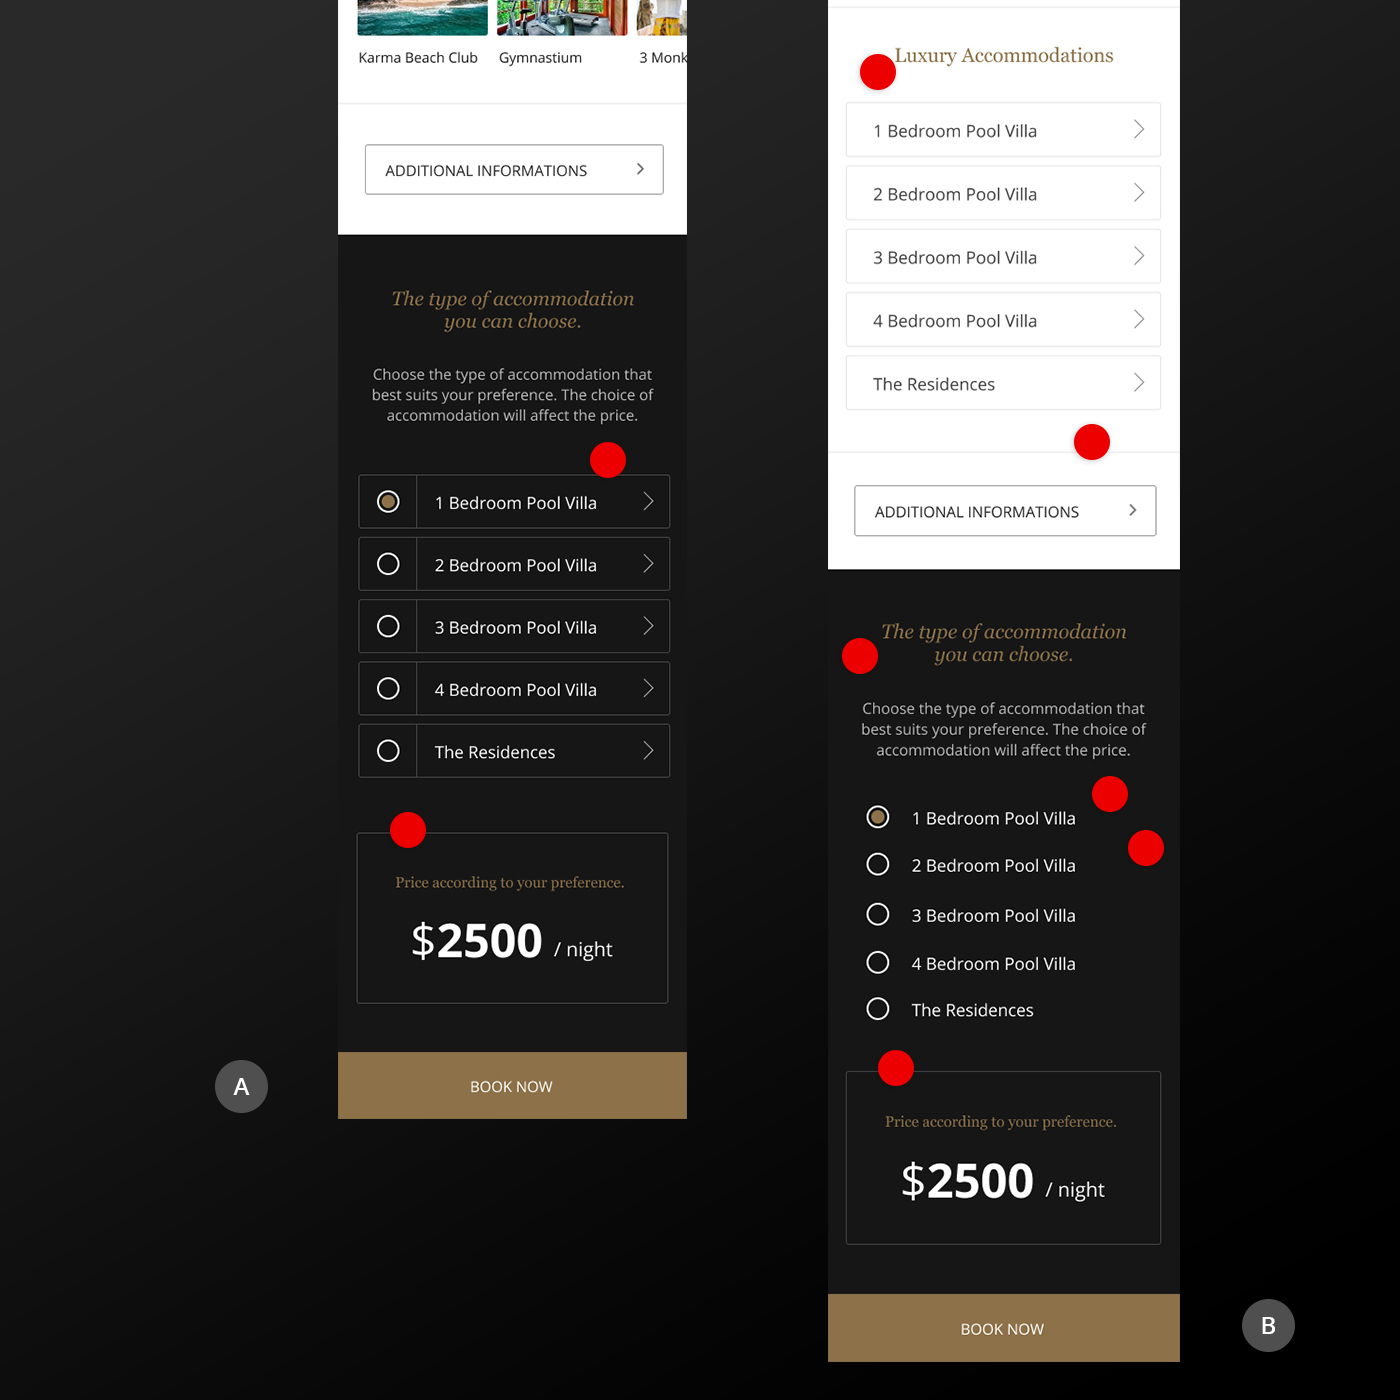 Karma Beach Club
Gymnastium
3 Monk
ADDITIONAL INFORMATIONS
The type of accommodation
you can choose.
Choose the type of accommodation that
best suits your preference. The choice of
accommodation will affect the price.
1 Bedroom Pool Villa
2 Bedroom Pool Villa
3 Bedroom Pool Villa
4 Bedroom Pool Villa
The Residences
Price according to your preference.
$2500 / night
BOOK NOW
A
Luxury Accommodations
1 Bedroom Pool Villa
2 Bedroom Pool Villa
3 Bedroom Pool Villa
4 Bedroom Pool Villa
The Residences
ADDITIONAL INFORMATIONS
The type of accommodation
you can choose.
Choose the type of accommodation that
best suits your preference. The choice of
accommodation will affect the price.
1 Bedroom Pool Villa
2 Bedroom Pool Villa
3 Bedroom Pool Villa
4 Bedroom Pool Villa
The Residences
Price according to your preference.
$2500 / night
BOOK NOW
B